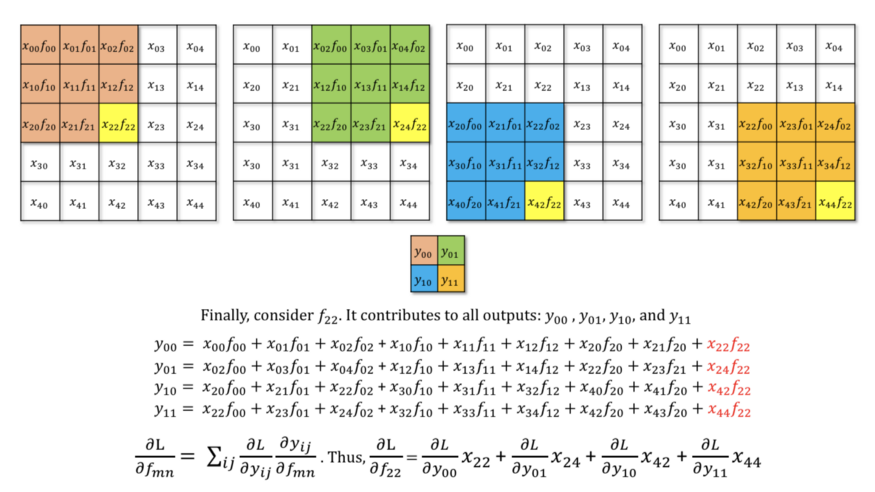 x₀₀f₀₀ x₀₁f₀₁ x₀₂f₀₂ x₀₃ x₀₄
x₁₀f₁₀ x₁₁f₁₁ x₁₂f₁₂ x₁₃ x₁₄
x₂₀f₂₀ x₂₁f₂₁ x₂₂f₂₂ x₂₃ x₂₄
x₃₀ x₃₁ x₃₂ x₃₃ x₃₄
x₄₀ x₄₁ x₄₂ x₄₃ x₄₄
x₀₀ x₀₁ x₀₂f₀₀ x₀₃f₀₁ x₀₄f₀₂
x₂₀ x₂₁ x₁₂f₁₀ x₁₃f₁₁ x₁₄f₁₂
x₃₀ x₃₁ x₂₂f₂₀ x₂₃f₂₁ x₂₄f₂₂
x₃₀ x₃₁ x₃₂ x₃₃ x₃₄
x₄₀ x₄₁ x₄₂ x₄₃ x₄₄
x₀₀ x₀₁ x₀₂ x₀₃ x₀₄
x₂₀ x₂₁ x₂₂ x₁₃ x₁₄
x₂₀f₀₀ x₂₁f₀₁ x₂₂f₀₂ x₂₃ x₂₄
x₃₀f₁₀ x₃₁f₁₁ x₃₂f₁₂ x₃₃ x₃₄
x₄₀f₂₀ x₄₁f₂₁ x₄₂f₂₂ x₄₃ x₄₄
x₀₀ x₀₁ x₀₂ x₀₃ x₀₄
x₂₀ x₂₁ x₂₂ x₁₃ x₁₄
x₃₀ x₃₁ x₂₂f₀₀ x₂₃f₀₁ x₂₄f₀₂
x₃₀ x₃₁ x₃₂f₁₀ x₃₃f₁₁ x₃₄f₁₂
x₄₀ x₄₁ x₄₂f₂₀ x₄₃f₂₁ x₄₄f₂₂
y₀₀ y₀₁
y₁₀ y₁₁
Finally, consider f₂₂. It contributes to all outputs: y₀₀ , y₀₁, y₁₀, and y₁₁
y₀₀ = x₀₀f₀₀ + x₀₁f₀₁ + x₀₂f₀₂ + x₁₀f₁₀ + x₁₁f₁₁ + x₁₂f₁₂ + x₂₀f₂₀ + x₂₁f₂₀ + x₂₂f₂₂
y₀₁ = x₀₂f₀₀ + x₀₃f₀₁ + x₀₄f₀₂ + x₁₂f₁₀ + x₁₃f₁₁ + x₁₄f₁₂ + x₂₂f₂₀ + x₂₃f₂₁ + x₂₄f₂₂
y₁₀ = x₂₀f₀₀ + x₂₁f₀₁ + x₂₂f₀₂ + x₃₀f₁₀ + x₃₁f₁₁ + x₃₂f₁₂ + x₄₀f₂₀ + x₄₁f₂₀ + x₄₂f₂₂
y₁₁ = x₂₂f₀₀ + x₂₃f₀₁ + x₂₄f₀₂ + x₃₂f₁₀ + x₃₃f₁₁ + x₃₄f₁₂ + x₄₂f₂₀ + x₄₃f₂₀ + x₄₄f₂₂
∂L/∂fₘₙ = ∑ᵢⱼ ∂L/∂yᵢⱼ ∂yᵢⱼ/∂fₘₙ . Thus, ∂L/∂f₂₂ = ∂L/∂y₀₀ x₂₂ + ∂L/∂y₀₁ x₂₄ + ∂L/∂y₁₀ x₄₂ + ∂L/∂y₁₁ x₄₄